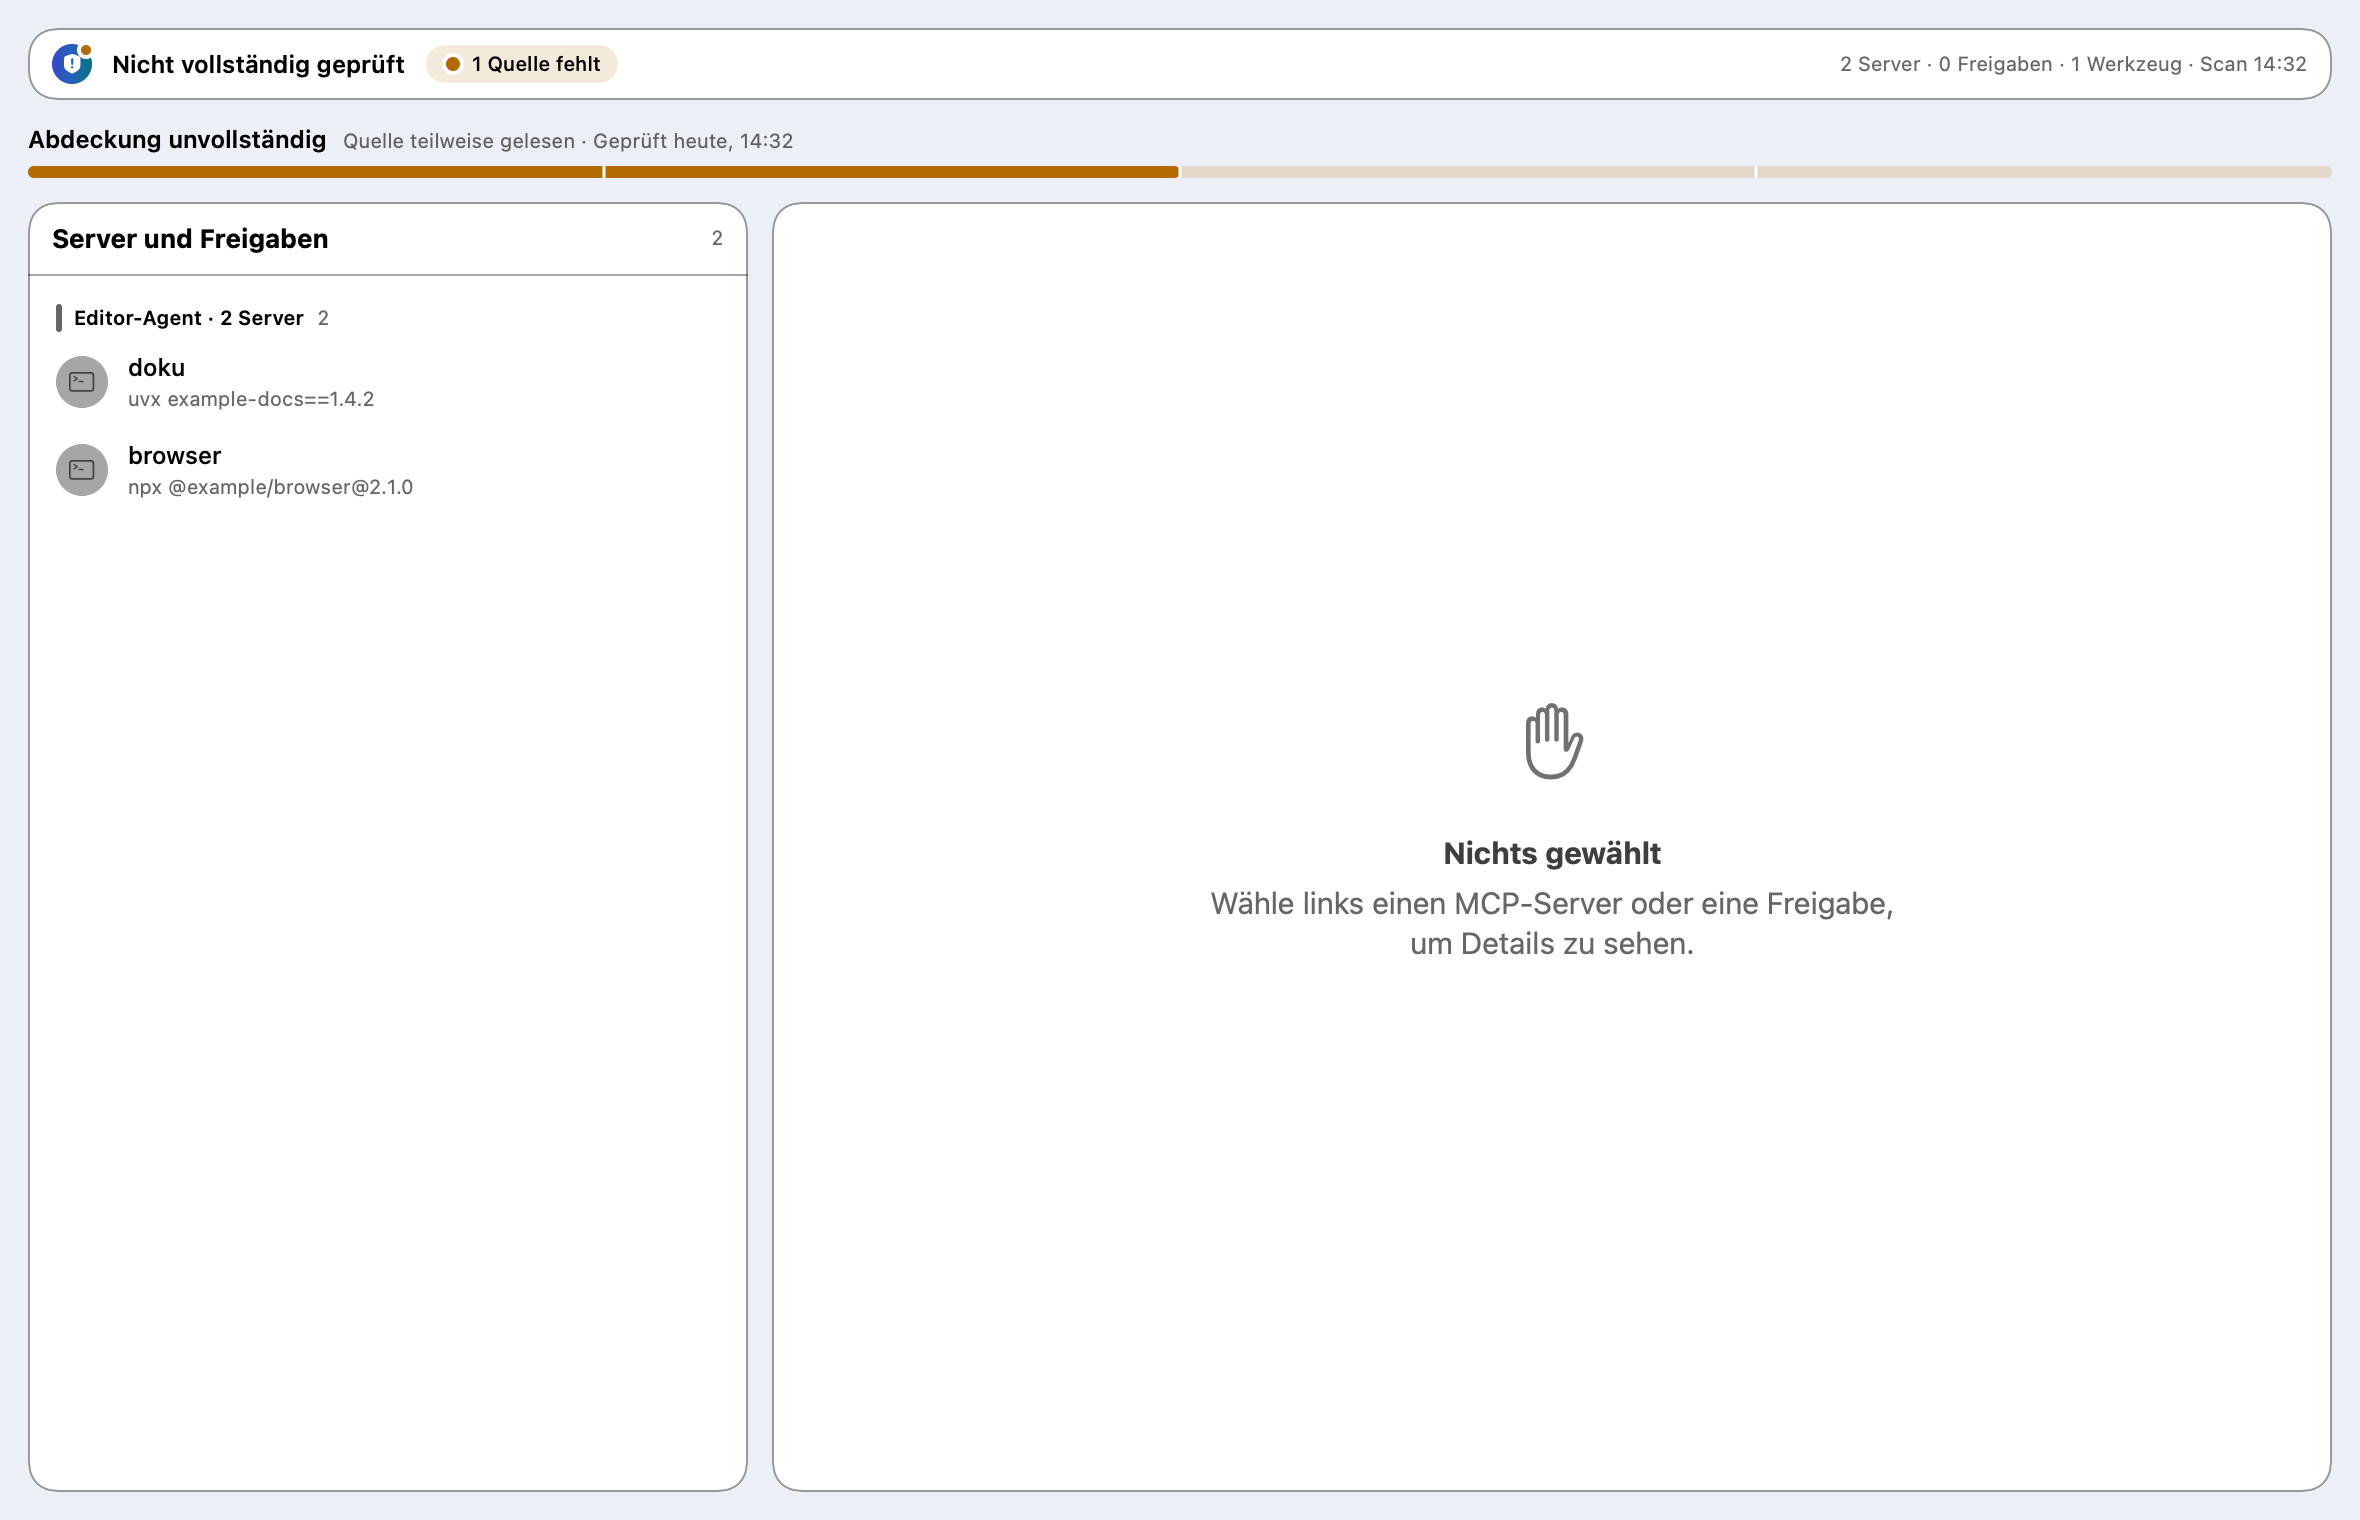 Nicht vollständig geprüft
1 Quelle fehlt
2 Server · 0 Freigaben · 1 Werkzeug · Scan 14:32
Abdeckung unvollständig
Quelle teilweise gelesen · Geprüft heute, 14:32
Server und Freigaben
2
Editor-Agent · 2 Server 2
doku
uvx example-docs==1.4.2
browser
npx @example/browser@2.1.0
Nichts gewählt
Wähle links einen MCP-Server oder eine Freigabe,
um Details zu sehen.